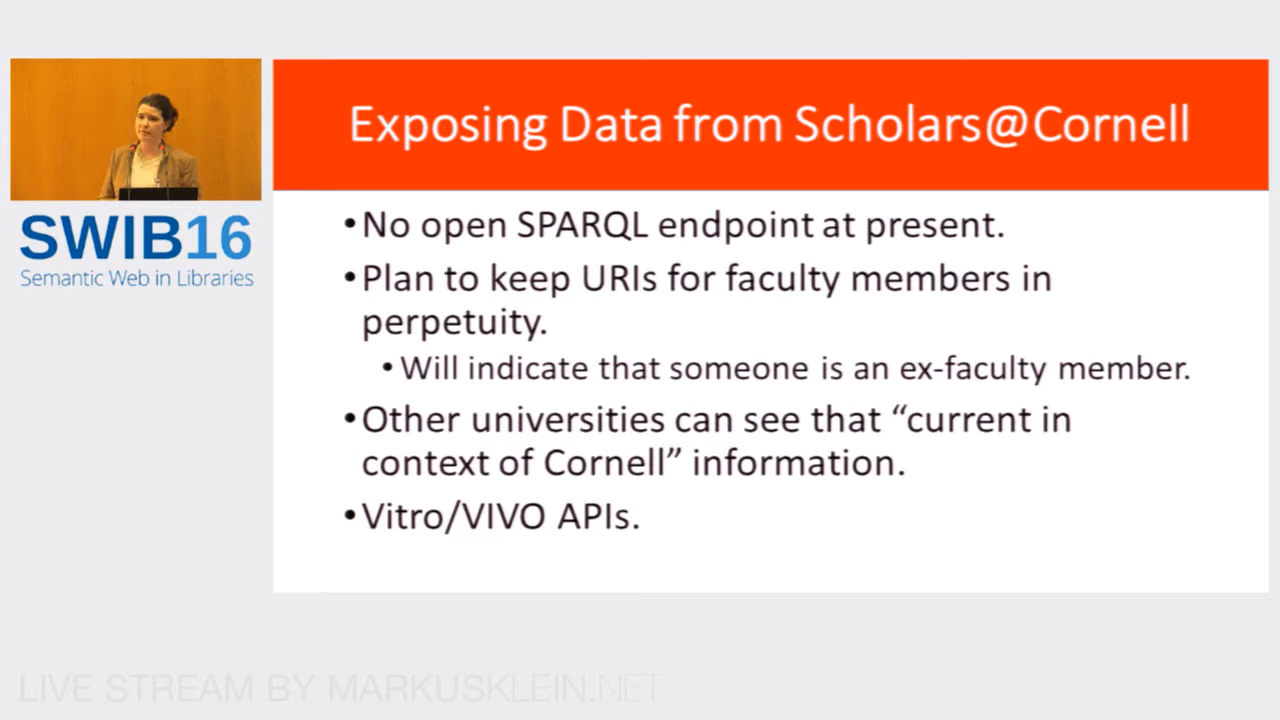 Exposing Data from Scholars@Cornell
SWIB16
Semantic Web in Libraries
•No open SPARQL endpoint at present.
•Plan to keep URIs for faculty members in
perpetuity.
•Will indicate that someone is an ex-faculty member.
•Other universities can see that “current in
context of Cornell” information.
•Vitro/VIVO APIs.
LIVE STREAM BY MARKUSKLEIN.NET